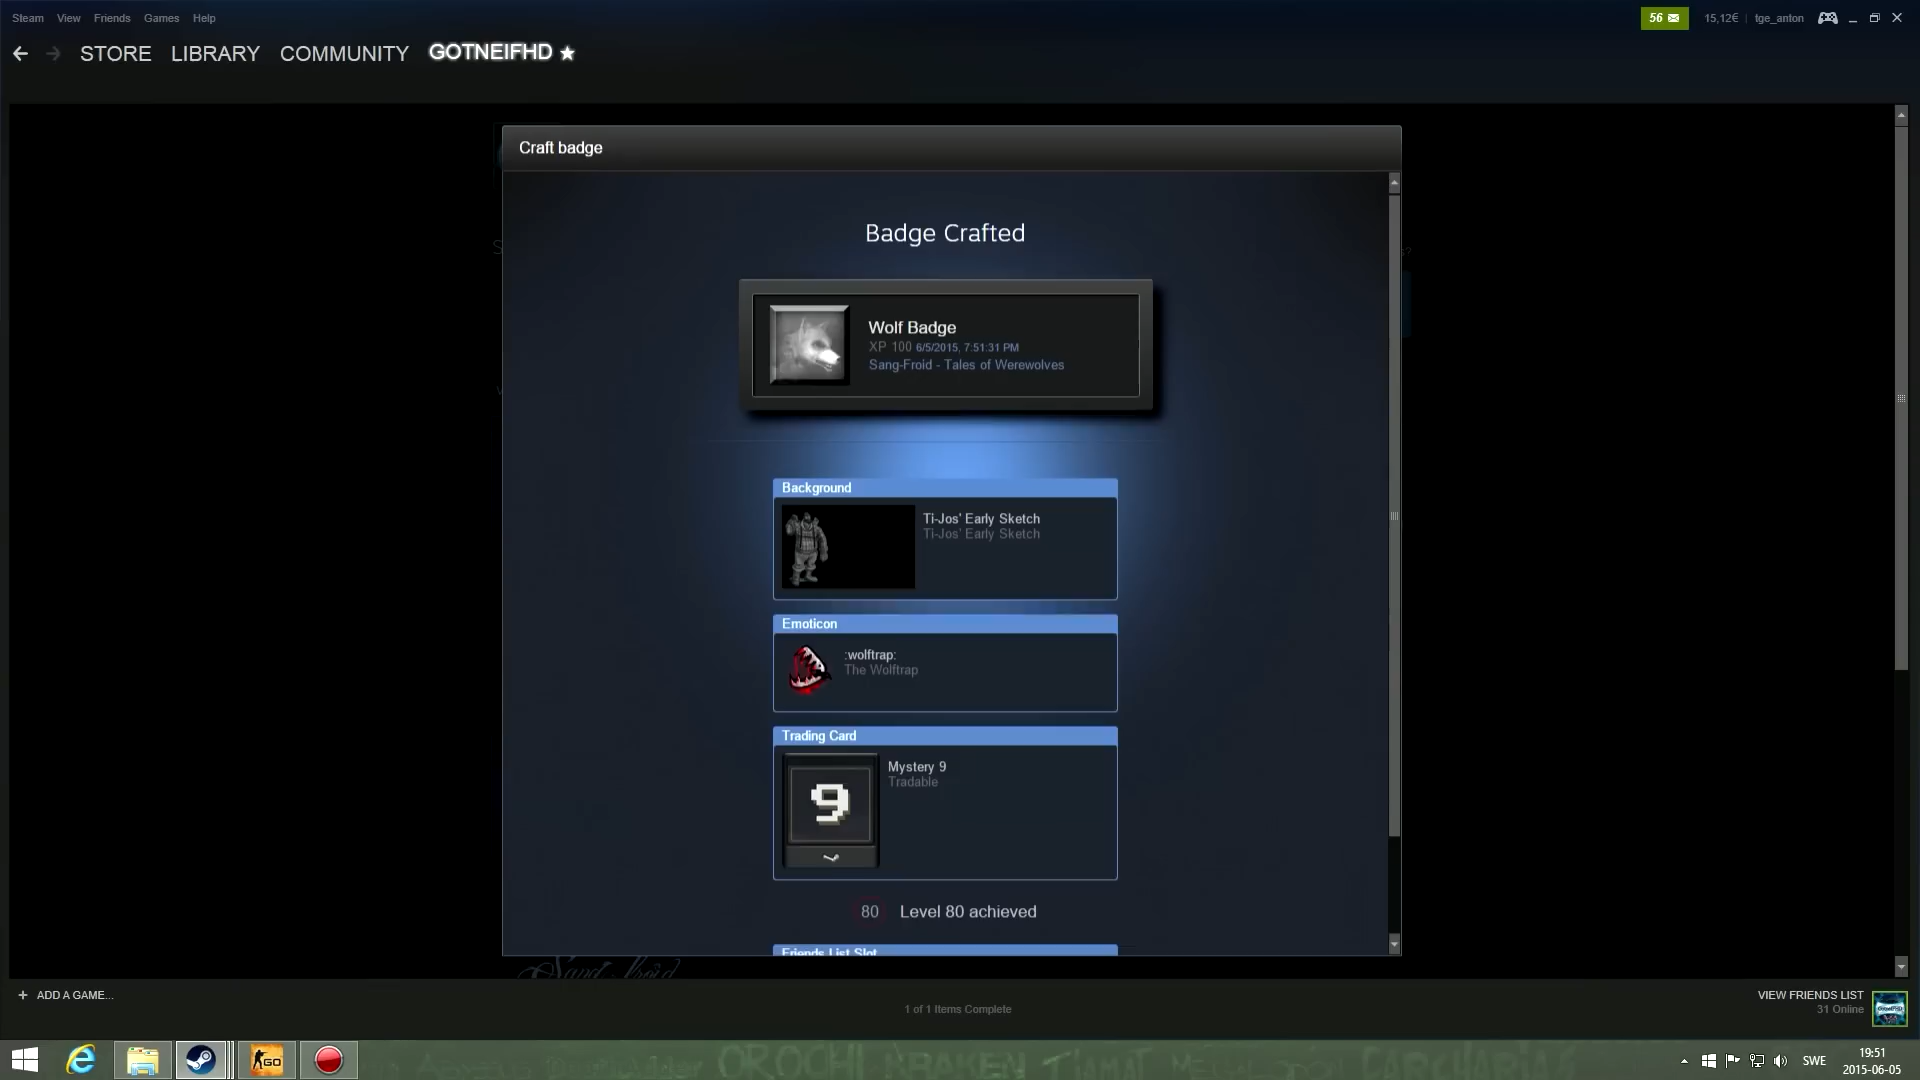 Steam View Friends Games Help
56 15,12€ tge_anton
STORE LIBRARY COMMUNITY GOTNEIFHD
Craft badge
Badge Crafted
Wolf Badge
XP 100 6/5/2015, 7:51:31 PM
Sang-Froid - Tales of Werewolves
Background
Ti-Jos' Early Sketch
Ti-Jos' Early Sketch
Emoticon
:wolftrap:
The Wolftrap
Trading Card
9
Mystery 9
Tradable
80 Level 80 achieved
Friends List Slot
+ ADD A GAME...
1 of 1 Items Complete
VIEW FRIENDS LIST
31 Online
GO
SWE
19:51
2015-06-05